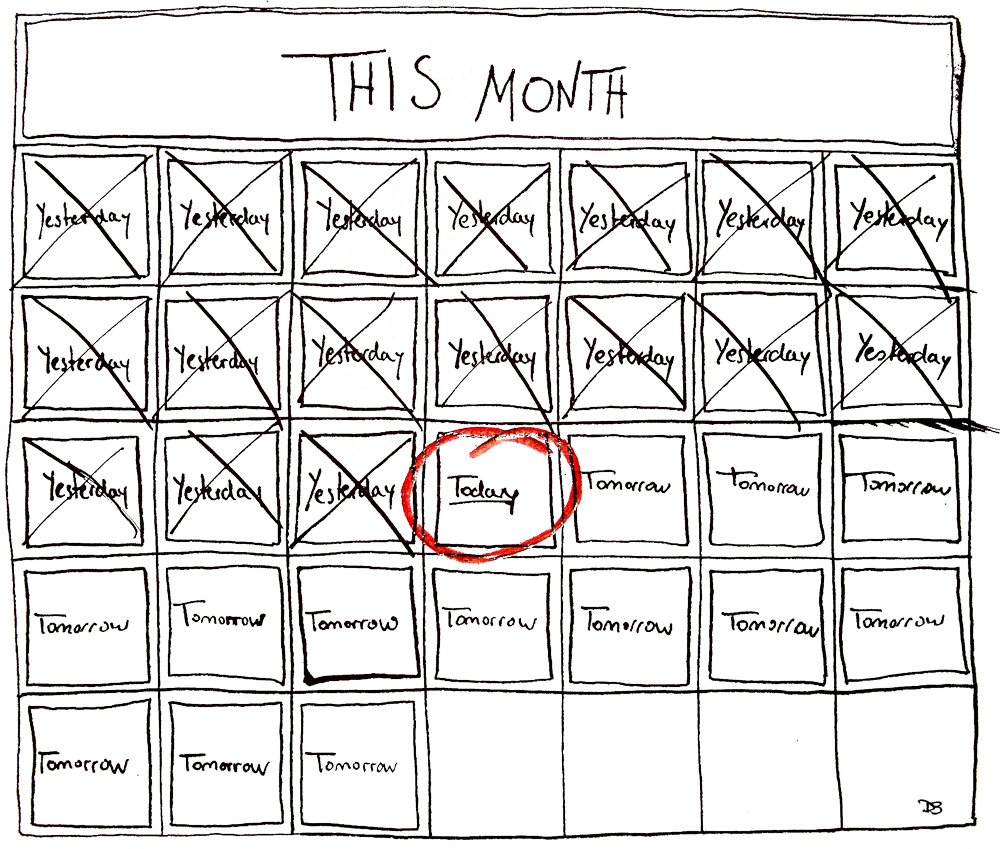 THIS MONTH
Yesterday Yesterday Yesterday Yesterday Yesterday Yesterday Yesterday
Yesterday Yesterday Yesterday Yesterday Yesterday Yesterday Yesterday
Yesterday Yesterday Yesterday Today Tomorrow Tomorrow Tomorrow
Tomorrow Tomorrow Tomorrow Tomorrow Tomorrow Tomorrow Tomorrow
Tomorrow Tomorrow Tomorrow
DB